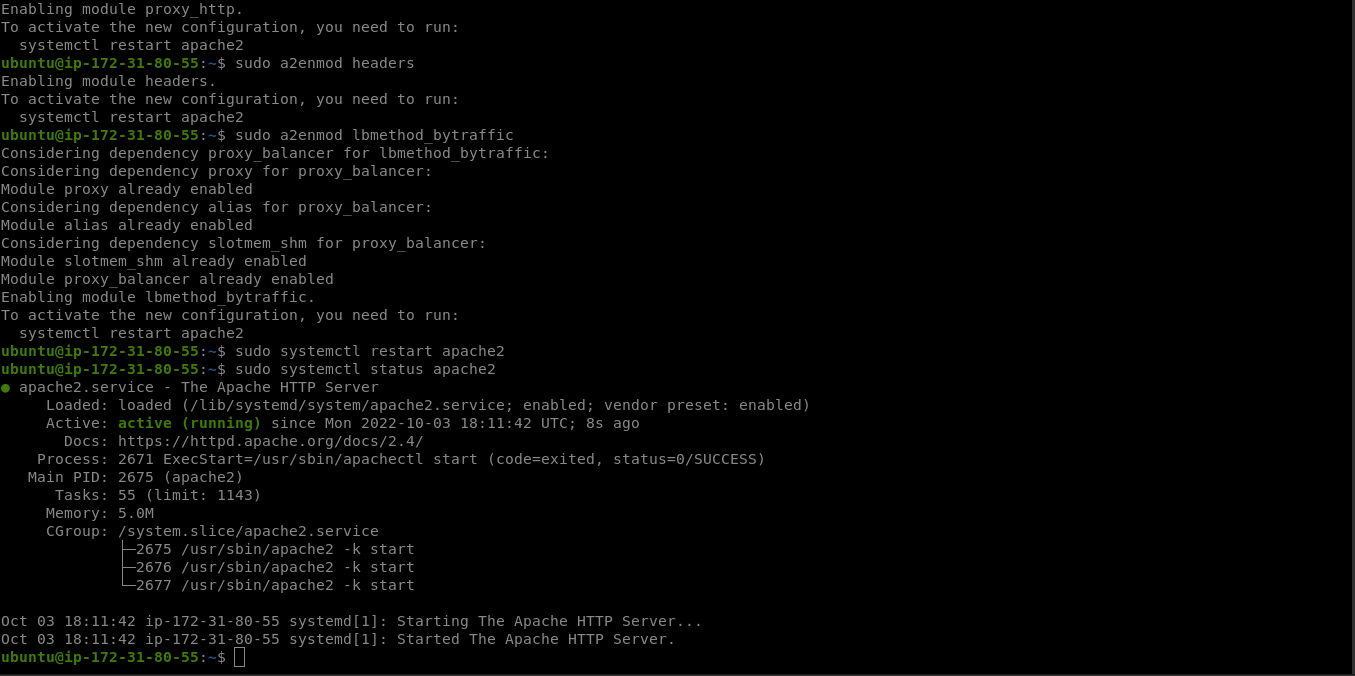 Enabling module proxy_http.
To activate the new configuration, you need to run:
  systemctl restart apache2
ubuntu@ip-172-31-80-55:~$ sudo a2enmod headers
Enabling module headers.
To activate the new configuration, you need to run:
  systemctl restart apache2
ubuntu@ip-172-31-80-55:~$ sudo a2enmod lbmethod_bytraffic
Considering dependency proxy_balancer for lbmethod_bytraffic:
Considering dependency proxy for proxy_balancer:
Module proxy already enabled
Considering dependency alias for proxy_balancer:
Module alias already enabled
Considering dependency slotmem_shm for proxy_balancer:
Module slotmem_shm already enabled
Module proxy_balancer already enabled
Enabling module lbmethod_bytraffic.
To activate the new configuration, you need to run:
  systemctl restart apache2
ubuntu@ip-172-31-80-55:~$ sudo systemctl restart apache2
ubuntu@ip-172-31-80-55:~$ sudo systemctl status apache2
● apache2.service - The Apache HTTP Server
     Loaded: loaded (/lib/systemd/system/apache2.service; enabled; vendor preset: enabled)
     Active: active (running) since Mon 2022-10-03 18:11:42 UTC; 8s ago
       Docs: https://httpd.apache.org/docs/2.4/
    Process: 2671 ExecStart=/usr/sbin/apachectl start (code=exited, status=0/SUCCESS)
   Main PID: 2675 (apache2)
      Tasks: 55 (limit: 1143)
     Memory: 5.0M
     CGroup: /system.slice/apache2.service
             ├─2675 /usr/sbin/apache2 -k start
             ├─2676 /usr/sbin/apache2 -k start
             └─2677 /usr/sbin/apache2 -k start

Oct 03 18:11:42 ip-172-31-80-55 systemd[1]: Starting The Apache HTTP Server...
Oct 03 18:11:42 ip-172-31-80-55 systemd[1]: Started The Apache HTTP Server.
ubuntu@ip-172-31-80-55:~$